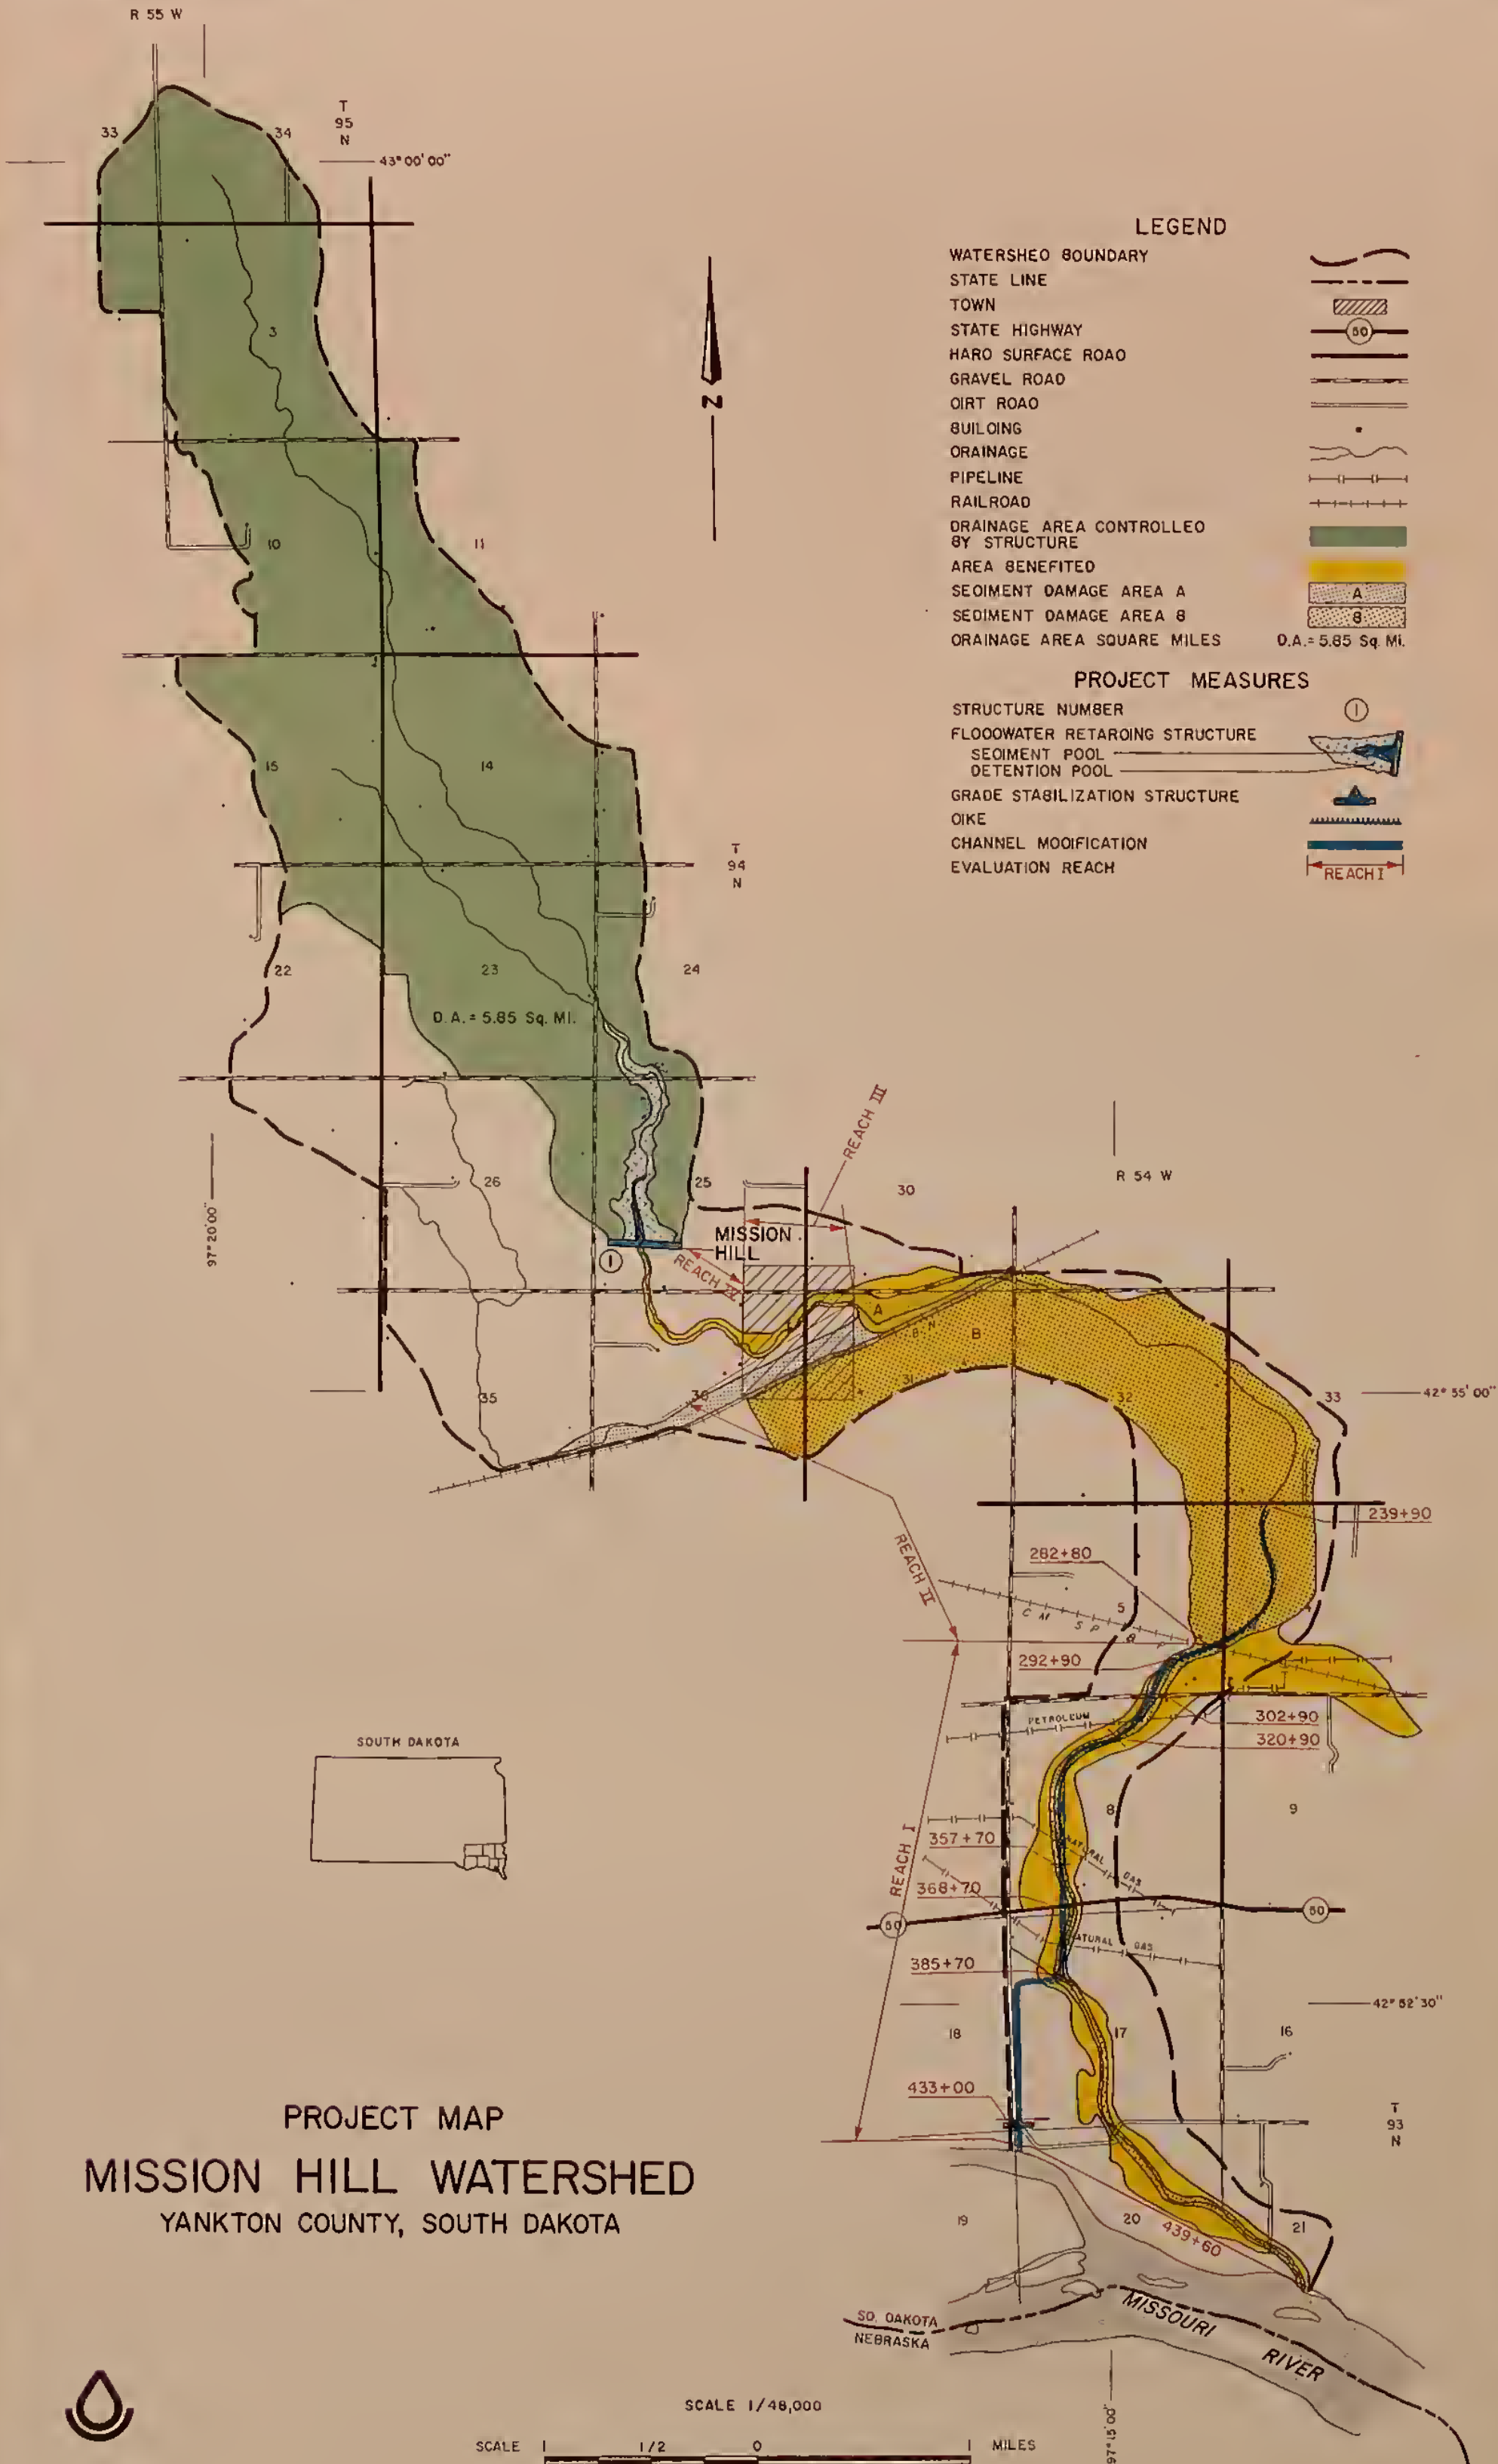 R 55 W
T
95
N
33
34
43°00'00"
3
10
11
15
14
T
94
N
22
23
24
D.A.= 5.85 Sq. MI.
26
25
97°20'00"
LEGEND
WATERSHED BOUNDARY
STATE LINE
TOWN
STATE HIGHWAY
50
HARD SURFACE ROAD
GRAVEL ROAD
DIRT ROAD
BUILDING
DRAINAGE
PIPELINE
RAILROAD
DRAINAGE AREA CONTROLLED
BY STRUCTURE
AREA BENEFITED
SEDIMENT DAMAGE AREA A
A
SEDIMENT DAMAGE AREA B
B
DRAINAGE AREA SQUARE MILES
D.A.= 5.85 Sq. Mi.
PROJECT MEASURES
STRUCTURE NUMBER
1
FLOODWATER RETARDING STRUCTURE
SEDIMENT POOL
DETENTION POOL
GRADE STABILIZATION STRUCTURE
DIKE
CHANNEL MODIFICATION
EVALUATION REACH
REACH I
N
REACH III
R 54 W
30
MISSION
HILL
1
REACH IV
A
B N
B
31
32
33
42° 55' 00"
35
36
239+90
282+80
REACH II
5
C M S P & P
292+90
302+90
320+90
PETROLEUM
8
9
REACH I
357+70
NATURAL GAS
368+70
50
50
NATURAL GAS
385+70
42° 52' 30"
18
17
16
433+00
T
93
N
19
20
21
439+60
SO. DAKOTA
NEBRASKA
MISSOURI
RIVER
97°15'00"
SOUTH DAKOTA
PROJECT MAP
MISSION HILL WATERSHED
YANKTON COUNTY, SOUTH DAKOTA
SCALE 1/48,000
SCALE 1 1/2 0 1 MILES